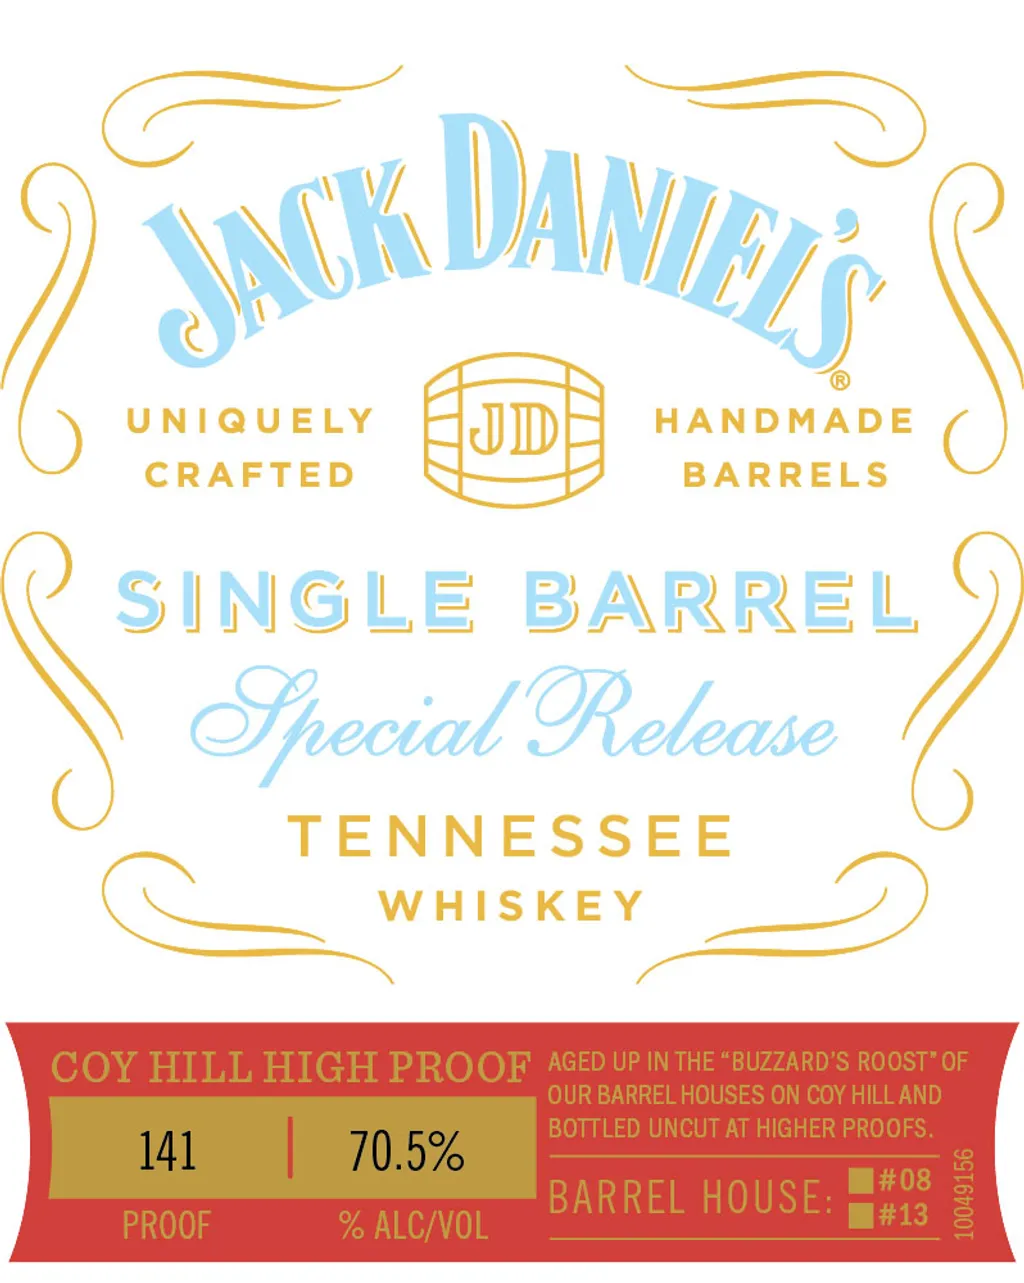 JACK DANIEL'S®
UNIQUELY
CRAFTED
JD
HANDMADE
BARRELS
SINGLE BARREL
Special Release
TENNESSEE
WHISKEY
COY HILL HIGH PROOF
141
70.5%
PROOF
% ALC/VOL
AGED UP IN THE “BUZZARD’S ROOST” OF
OUR BARREL HOUSES ON COY HILL AND
BOTTLED UNCUT AT HIGHER PROOFS.
BARREL HOUSE:
#08
#13
10049156